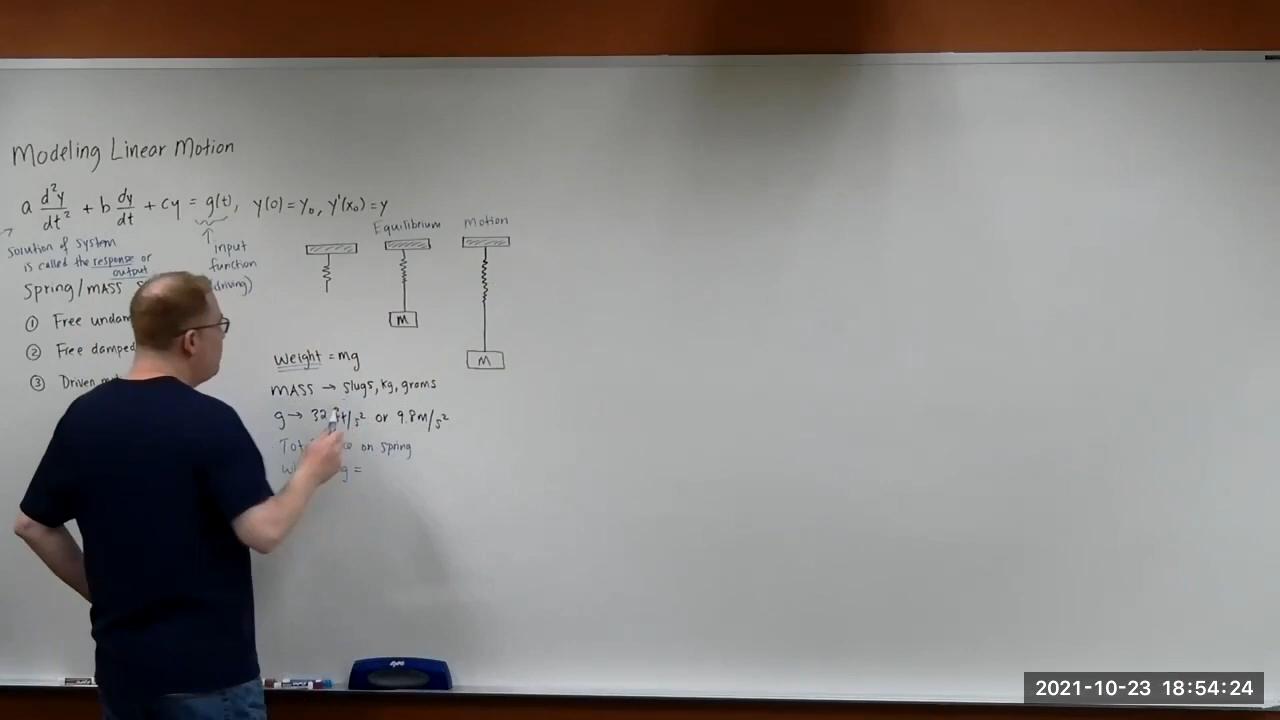 Modeling Linear Motion
a d²y/dt² + b dy/dt + cy = g(t), y(0) = y₀, y'(x₀) = y
solution of system
is called the response or
output
↑ input
function
driving)
Spring/MASS
① Free undam
② Free damped
③ Driven
Equilibrium
Motion
M
M
Weight = mg
MASS → slugs, kg, grams
g → 32 ft/s² or 9.8m/s²
on spring
=
expo
2021-10-23 18:54:24